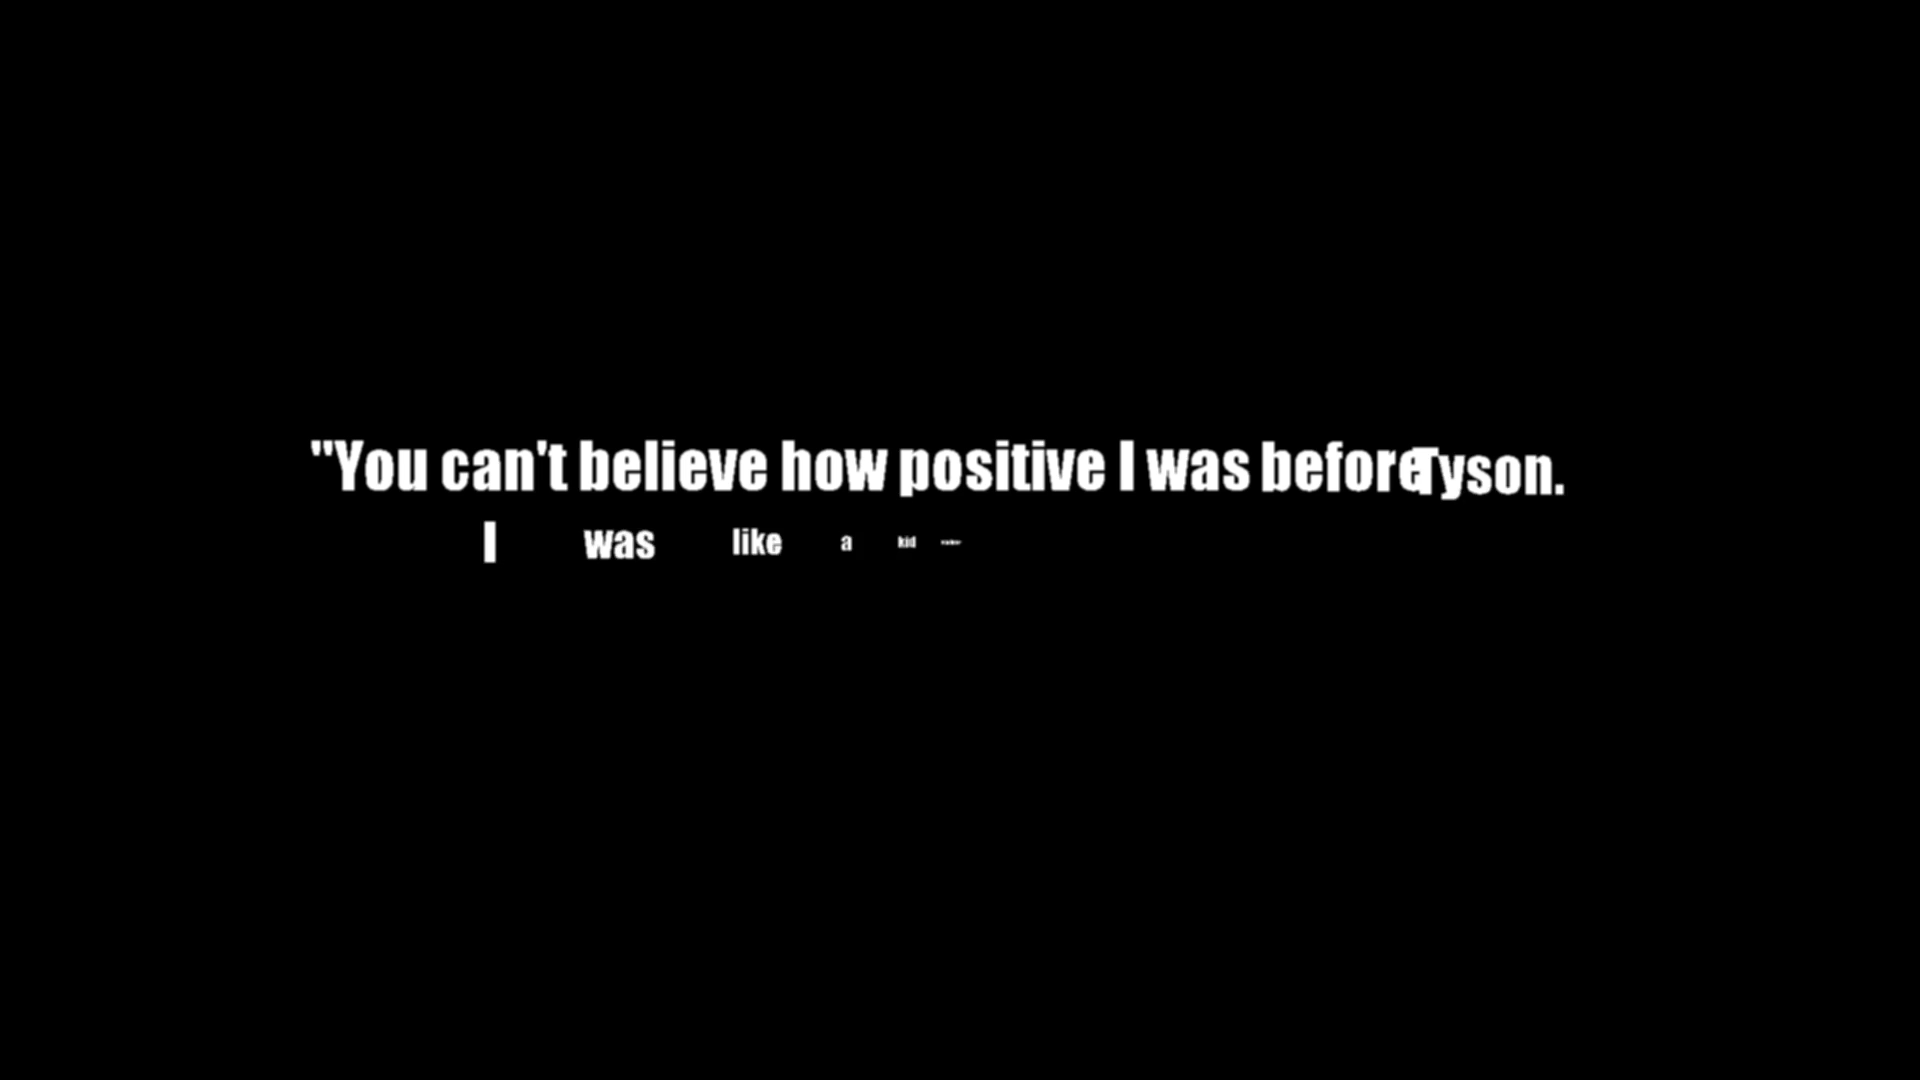 "You can't believe how positive I was before Tyson.
I was like a kid